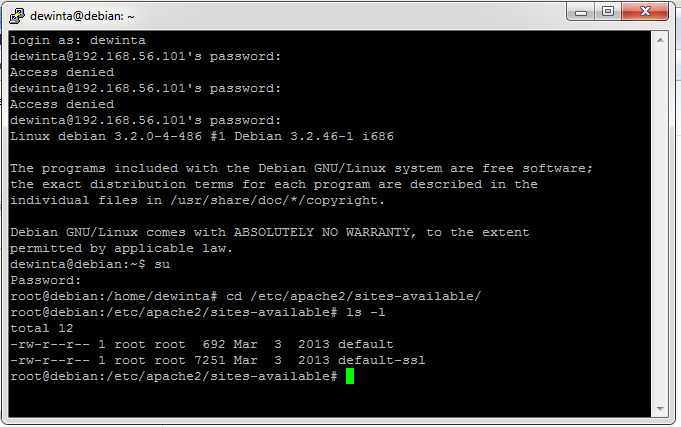 dewinta@debian: ~
login as: dewinta
dewinta@192.168.56.101's password:
Access denied
dewinta@192.168.56.101's password:
Access denied
dewinta@192.168.56.101's password:
Linux debian 3.2.0-4-486 #1 Debian 3.2.46-1 i686

The programs included with the Debian GNU/Linux system are free software;
the exact distribution terms for each program are described in the
individual files in /usr/share/doc/*/copyright.

Debian GNU/Linux comes with ABSOLUTELY NO WARRANTY, to the extent
permitted by applicable law.
dewinta@debian:~$ su
Password:
root@debian:/home/dewinta# cd /etc/apache2/sites-available/
root@debian:/etc/apache2/sites-available# ls -l
total 12
-rw-r--r-- 1 root root  692 Mar  3  2013 default
-rw-r--r-- 1 root root 7251 Mar  3  2013 default-ssl
root@debian:/etc/apache2/sites-available#